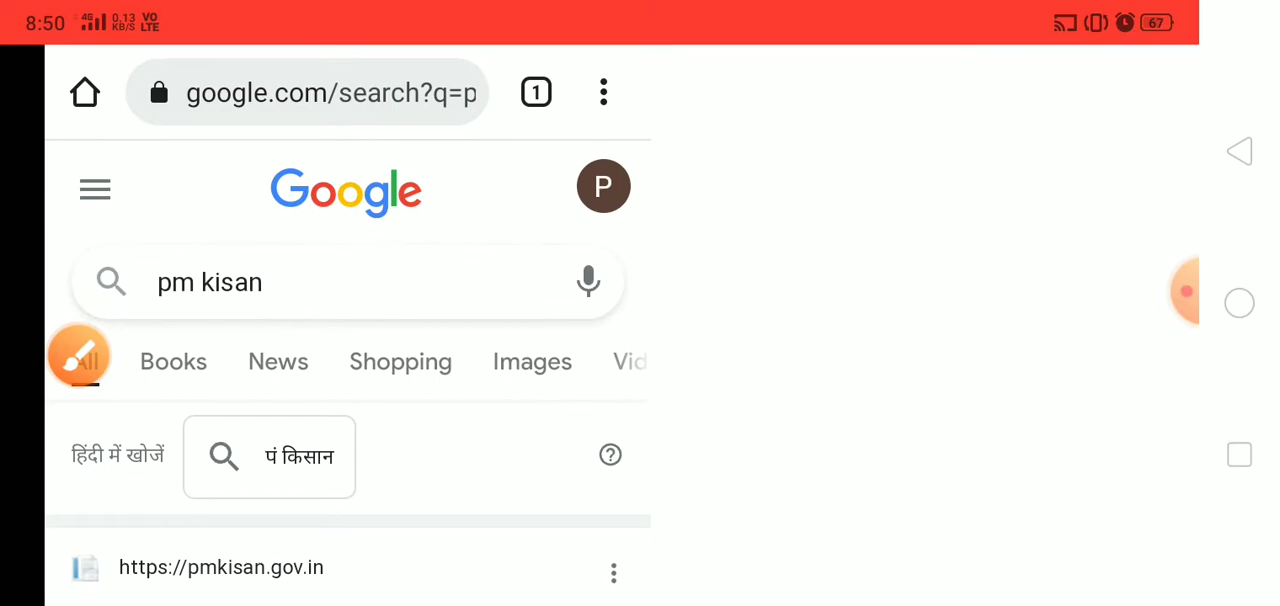 8:50 4G 0.13 KB/S VO LTE 67
google.com/search?q=p 1
Google P
pm kisan
All Books News Shopping Images Vid
हिंदी में खोजें पं किसान
https://pmkisan.gov.in